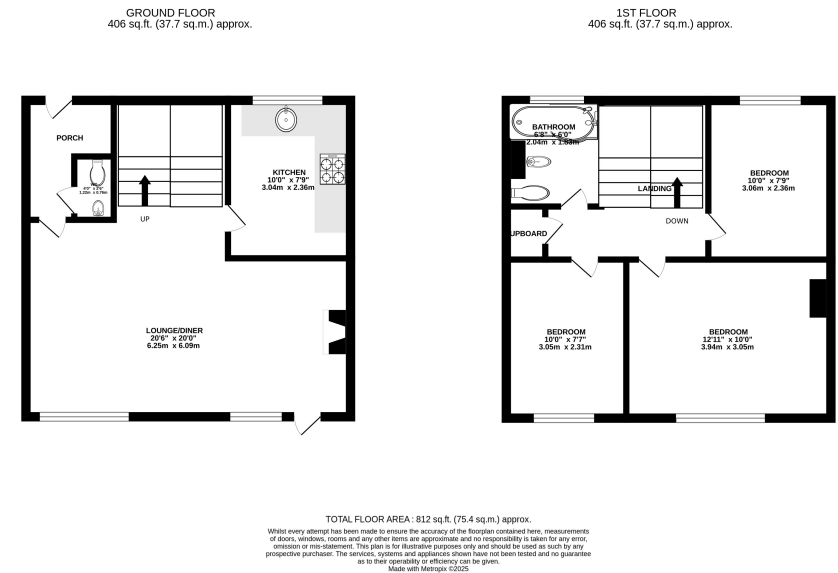 GROUND FLOOR
406 sq.ft. (37.7 sq.m.) approx.
1ST FLOOR
406 sq.ft. (37.7 sq.m.) approx.
PORCH
KITCHEN
10'0" x 7'9"
3.04m x 2.36m
UP
LOUNGE/DINER
20'6" x 20'0"
6.25m x 6.09m
BATHROOM
6'8" x 6'0"
2.04m x 1.83m
BEDROOM
10'0" x 7'9"
3.06m x 2.36m
LANDING
DOWN
UPBOARD
BEDROOM
10'0" x 7'7"
3.05m x 2.31m
BEDROOM
12'11" x 10'0"
3.94m x 3.05m
TOTAL FLOOR AREA : 812 sq.ft. (75.4 sq.m.) approx.
Whilst every attempt has been made to ensure the accuracy of the floorplan contained here, measurements
of doors, windows, rooms and any other items are approximate and no responsibility is taken for any error,
omission or mis-statement. This plan is for illustrative purposes only and should be used as such by any
prospective purchaser. The services, systems and appliances shown have not been tested and no guarantee
as to their operability or efficiency can be given.
Made with Metropix ©2025